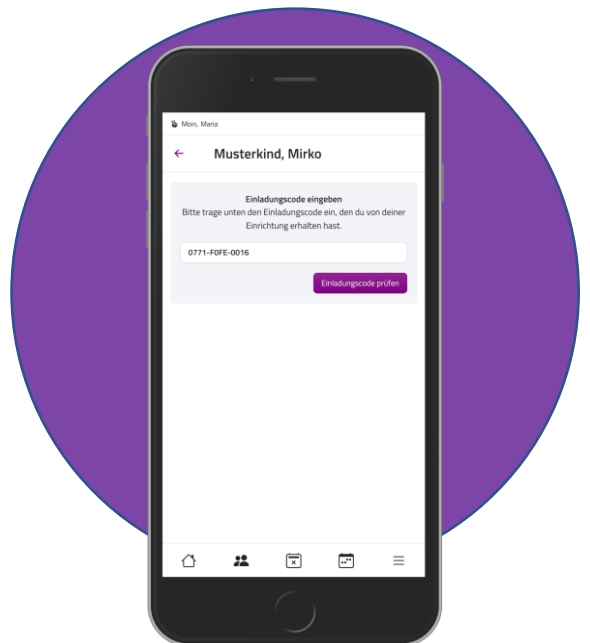 Moin, Maria
Musterkind, Mirko
Einladungscode eingeben
Bitte trage unten den Einladungscode ein, den du von deiner
Einrichtung erhalten hast.
0771-F0FE-0016
Einladungscode prüfen